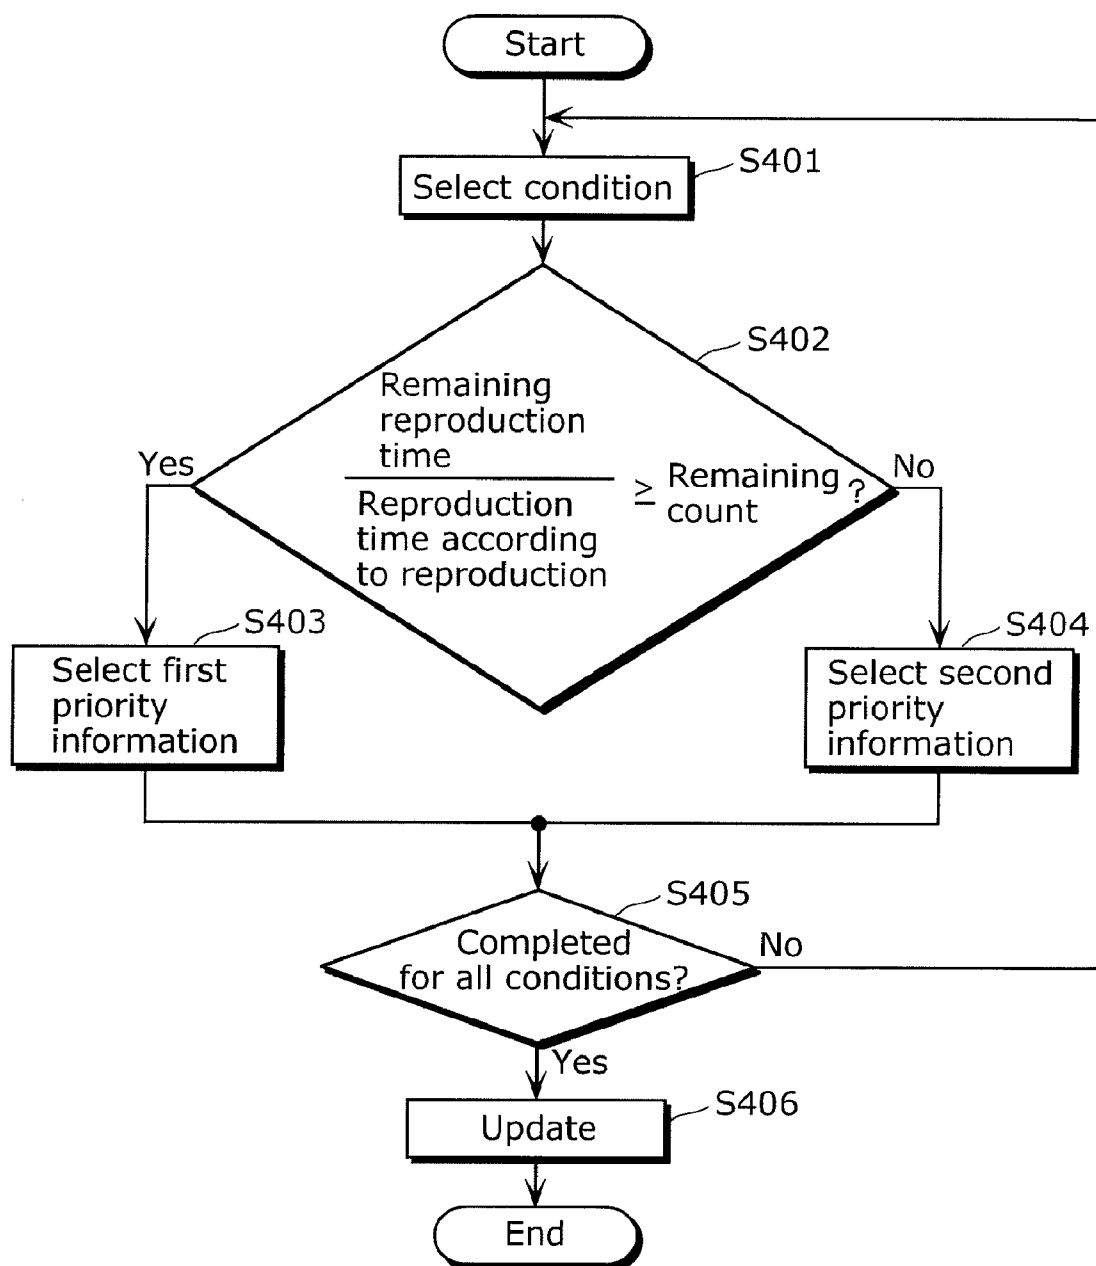 Start
S401
Select condition
S402
Remaining
reproduction
time
Yes
No
Reproduction
time according
to reproduction
≥
Remaining
count
?
S403
Select first
priority
information
S404
Select second
priority
information
S405
Completed
for all conditions?
No
Yes
S406
Update
End